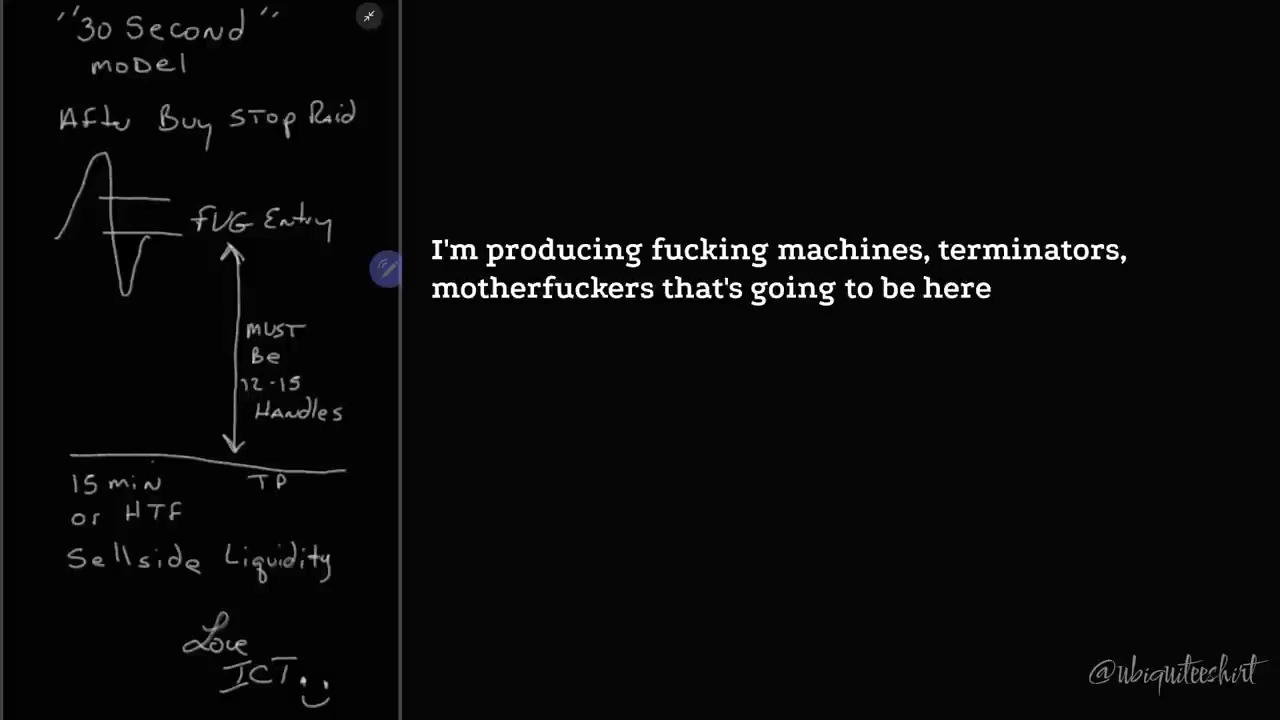 "30 Second"
moDel
After Buy STop Raid
FVG Entry
MUST
Be
12-15
HANdles
15 min
TP
or HTF
Sellside Liquidity
Love
ICT
I'm producing fucking machines, terminators,
motherfuckers that's going to be here
@ubiquiteeshirt